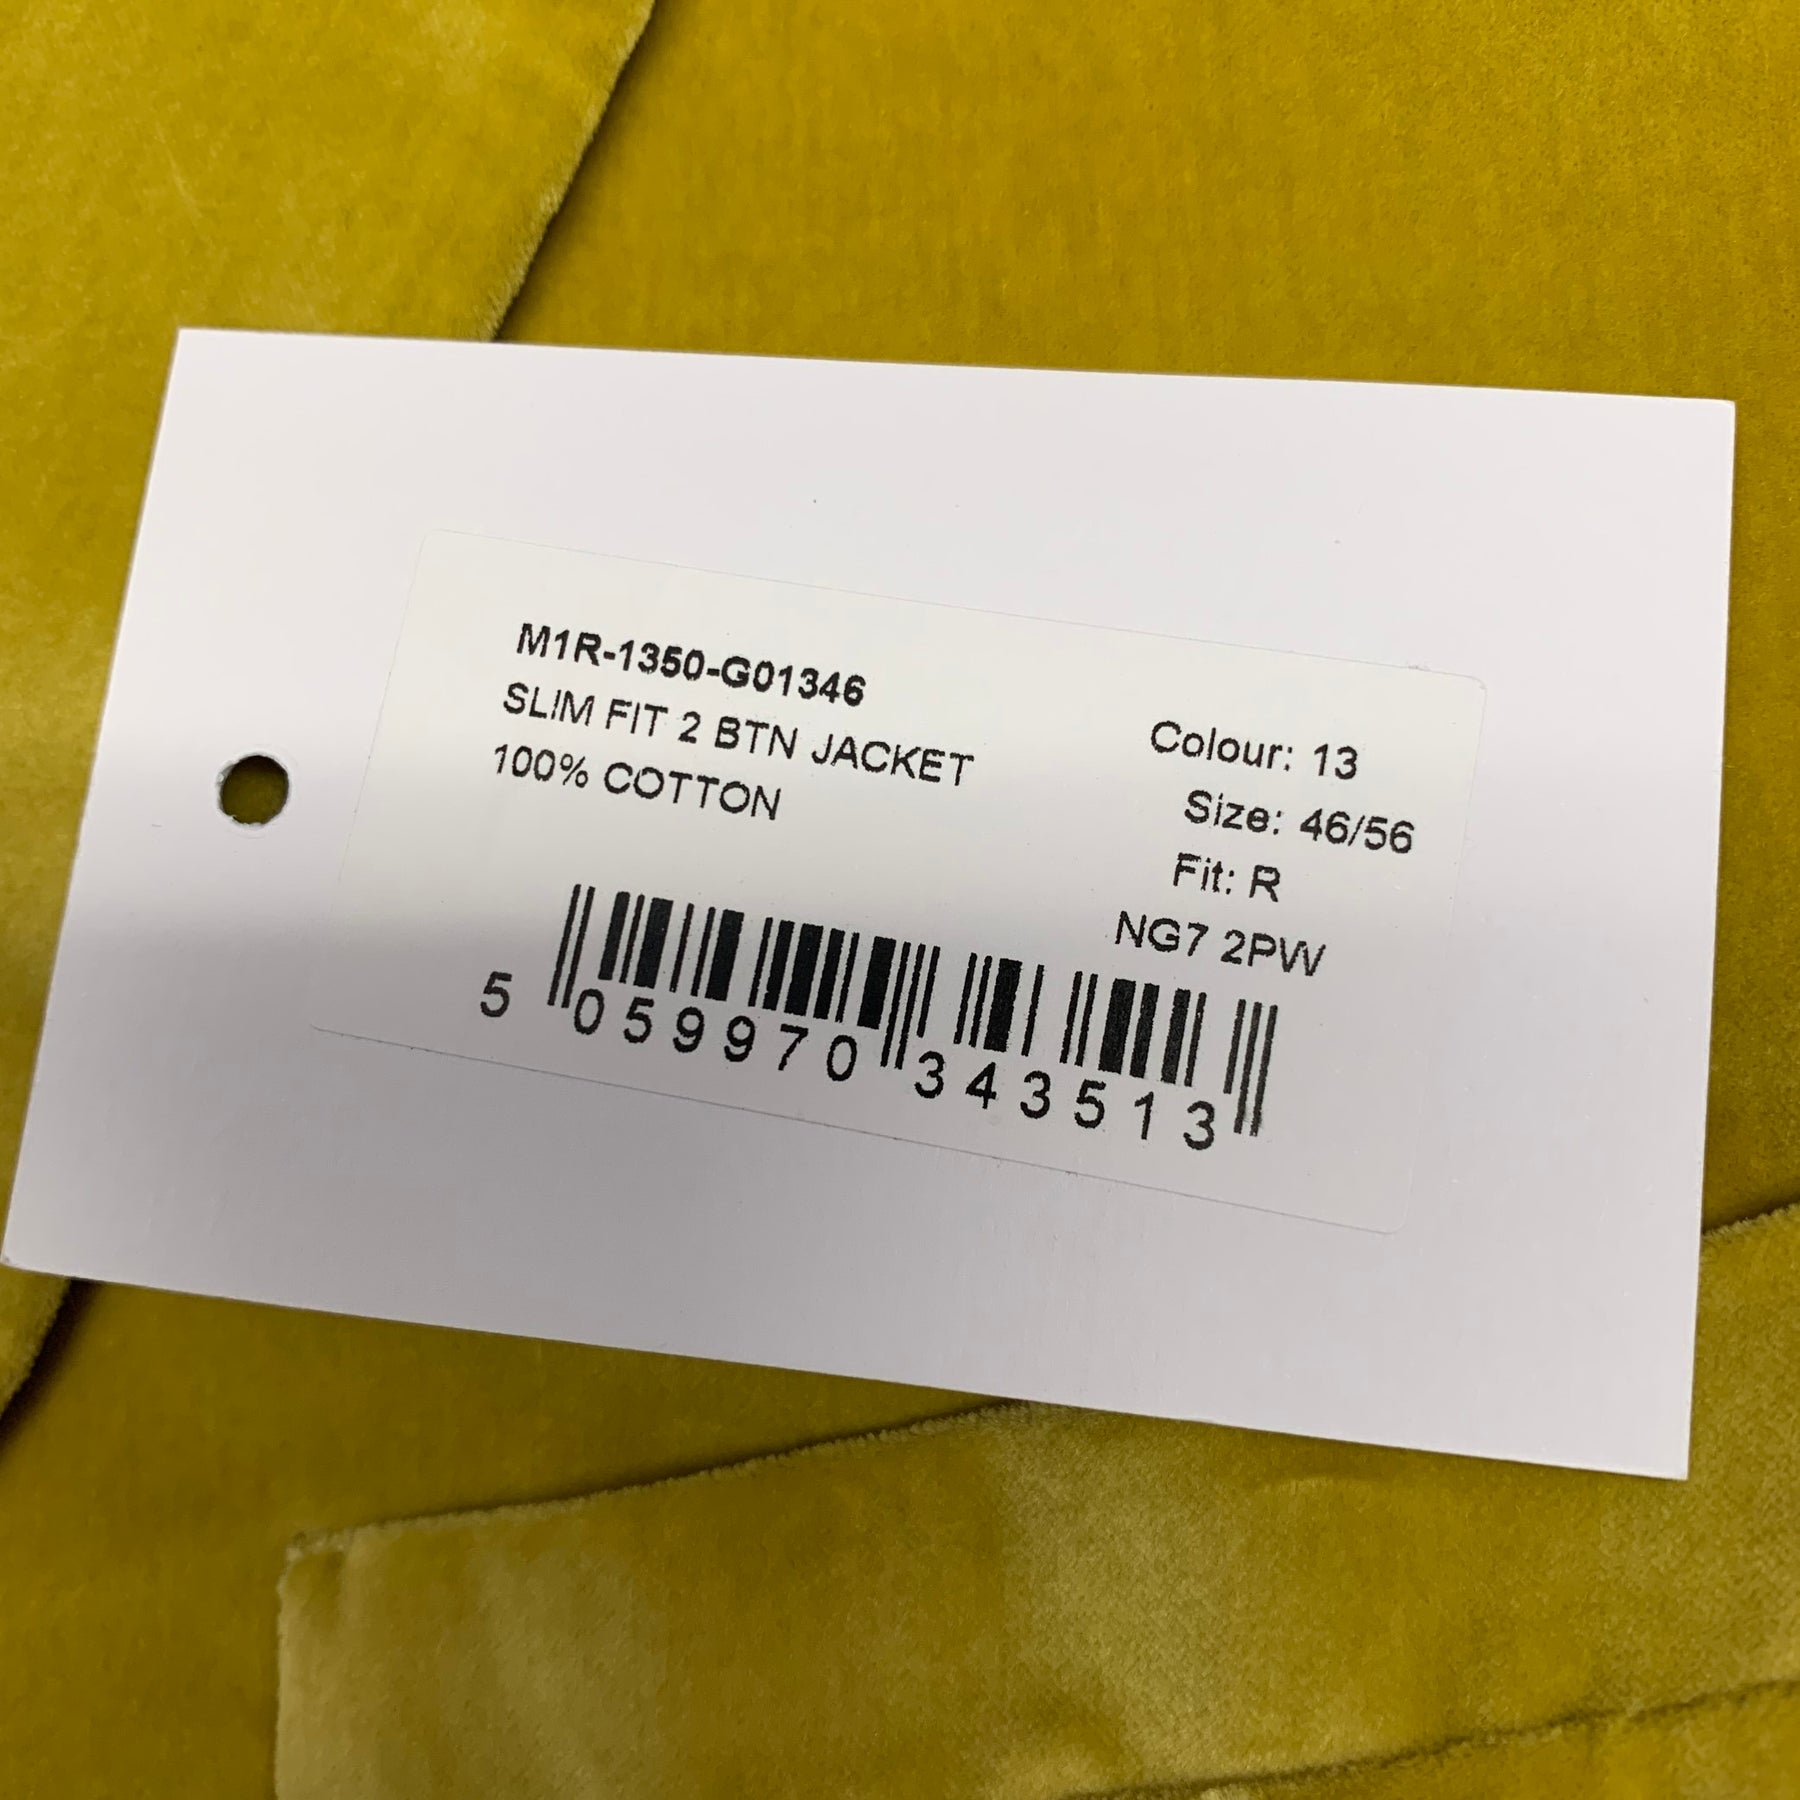 M1R-1350-G01346
SLIM FIT 2 BTN JACKET
100% COTTON
Colour: 13
Size: 46/56
Fit: R
NG7 2PW
5 059970 343513